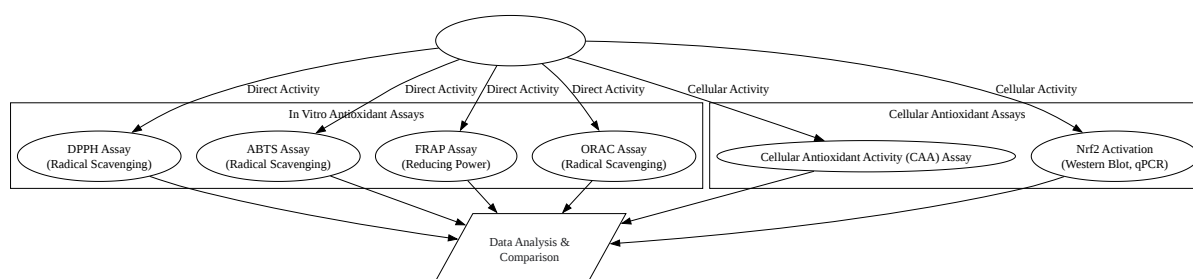 Direct Activity
Direct Activity
Direct Activity
Direct Activity
Cellular Activity
Cellular Activity
In Vitro Antioxidant Assays
Cellular Antioxidant Assays
DPPH Assay
(Radical Scavenging)
ABTS Assay
(Radical Scavenging)
FRAP Assay
(Reducing Power)
ORAC Assay
(Radical Scavenging)
Cellular Antioxidant Activity (CAA) Assay
Nrf2 Activation
(Western Blot, qPCR)
Data Analysis &
Comparison